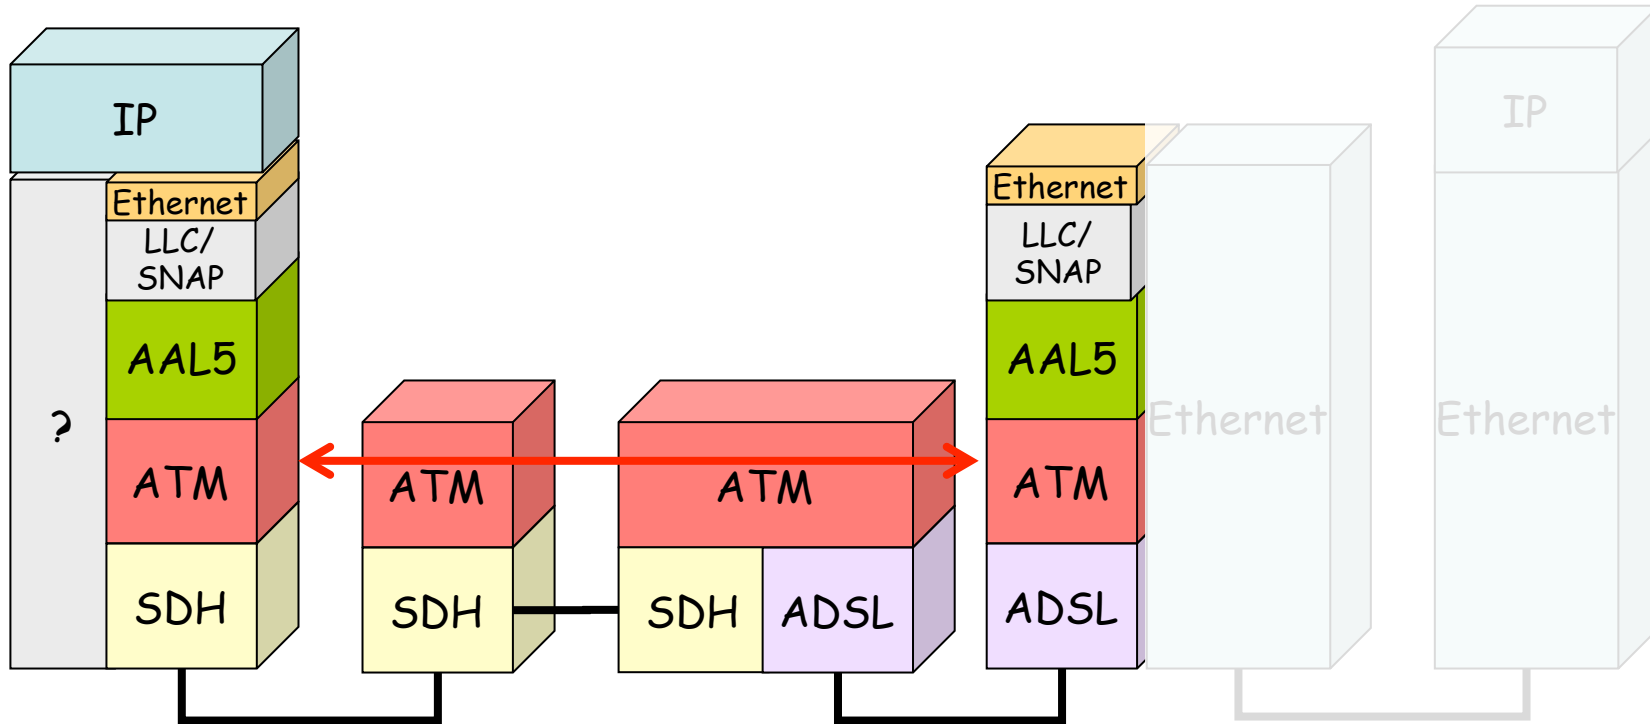 IP
Ethernet
LLC/
SNAP
AAL5
?
ATM
SDH
ATM
SDH
ATM
SDH
ADSL
Ethernet
LLC/
SNAP
AAL5
ATM
ADSL
Ethernet
IP
Ethernet